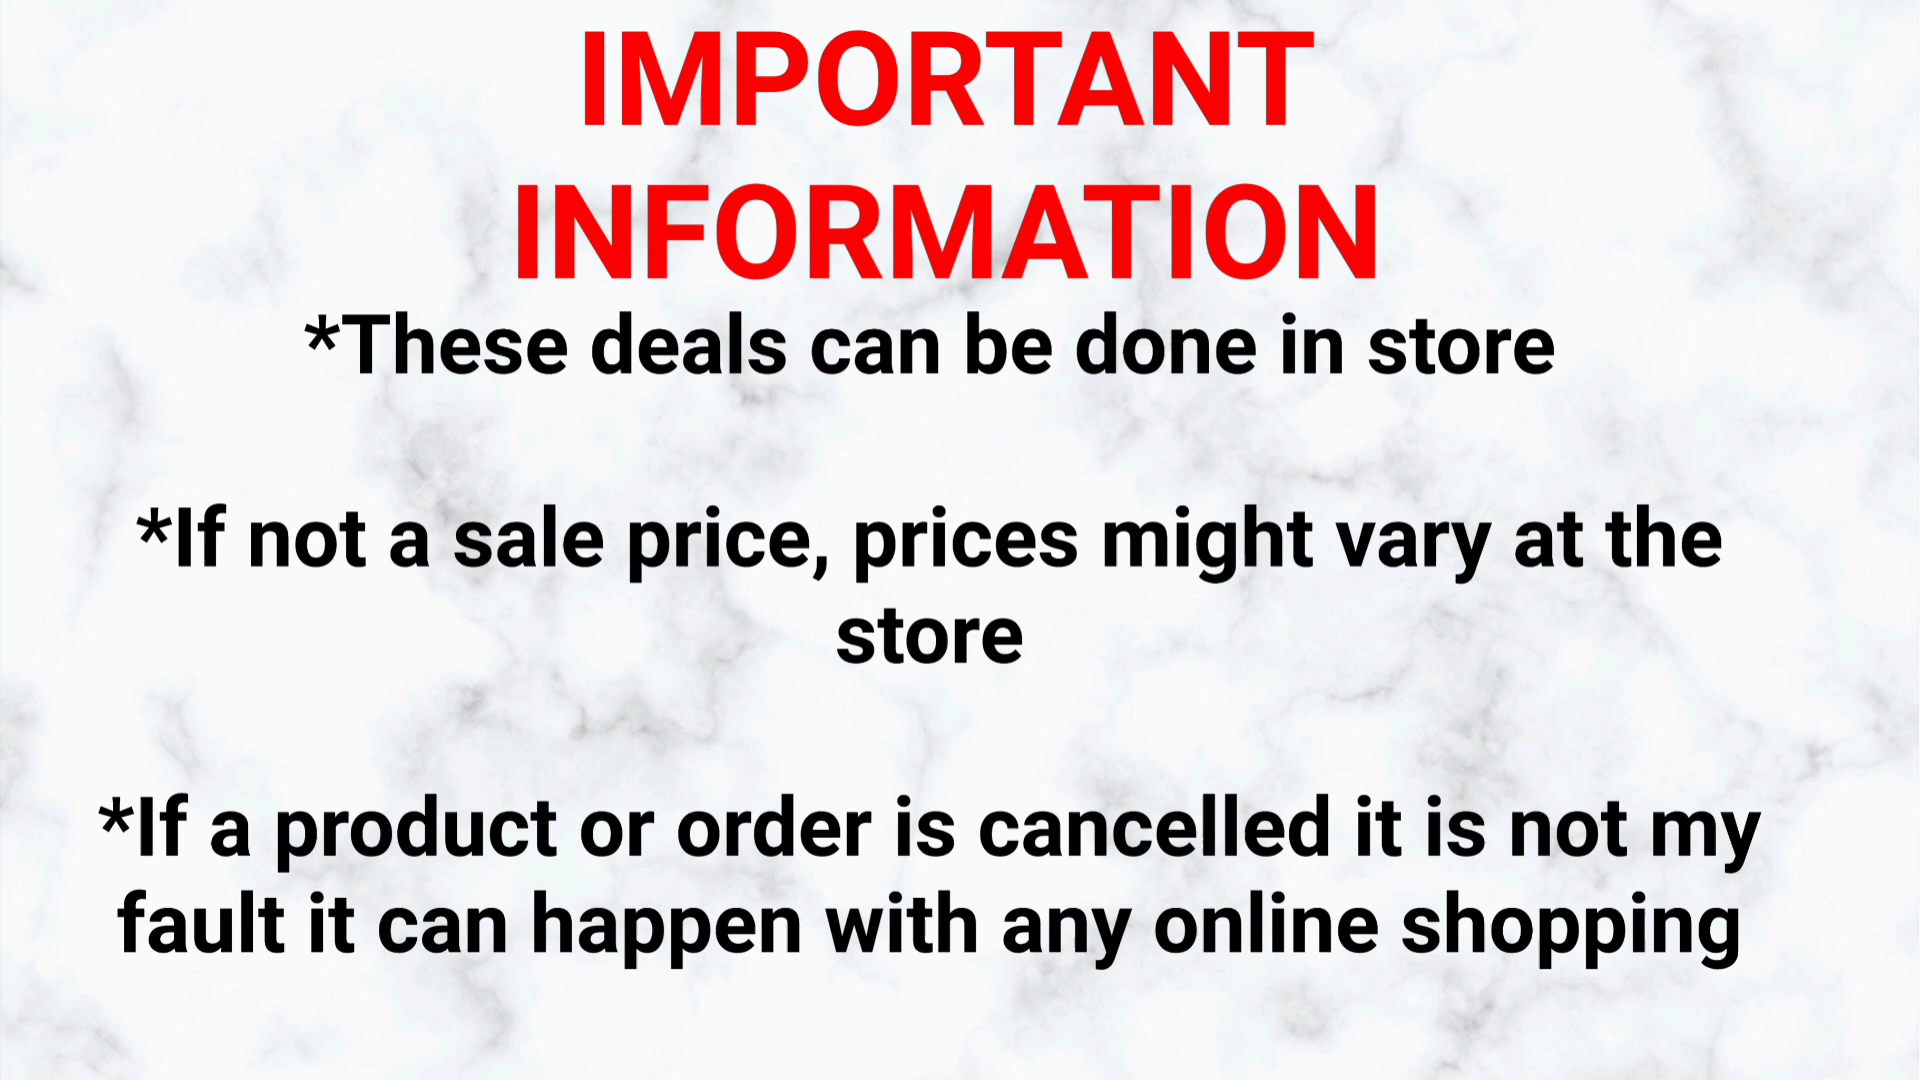 IMPORTANT
INFORMATION
*These deals can be done in store
*If not a sale price, prices might vary at the
store
*If a product or order is cancelled it is not my
fault it can happen with any online shopping